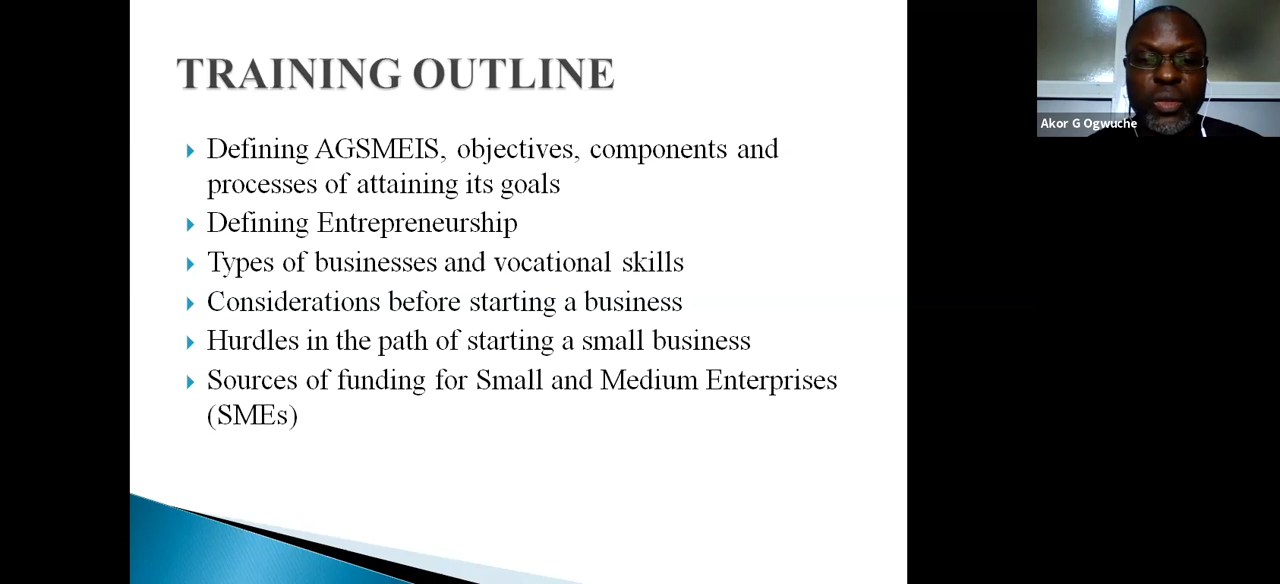 TRAINING OUTLINE
Defining AGSMEIS, objectives, components and
processes of attaining its goals
Defining Entrepreneurship
Types of businesses and vocational skills
Considerations before starting a business
Hurdles in the path of starting a small business
Sources of funding for Small and Medium Enterprises
(SMEs)
Akor G Ogwuche